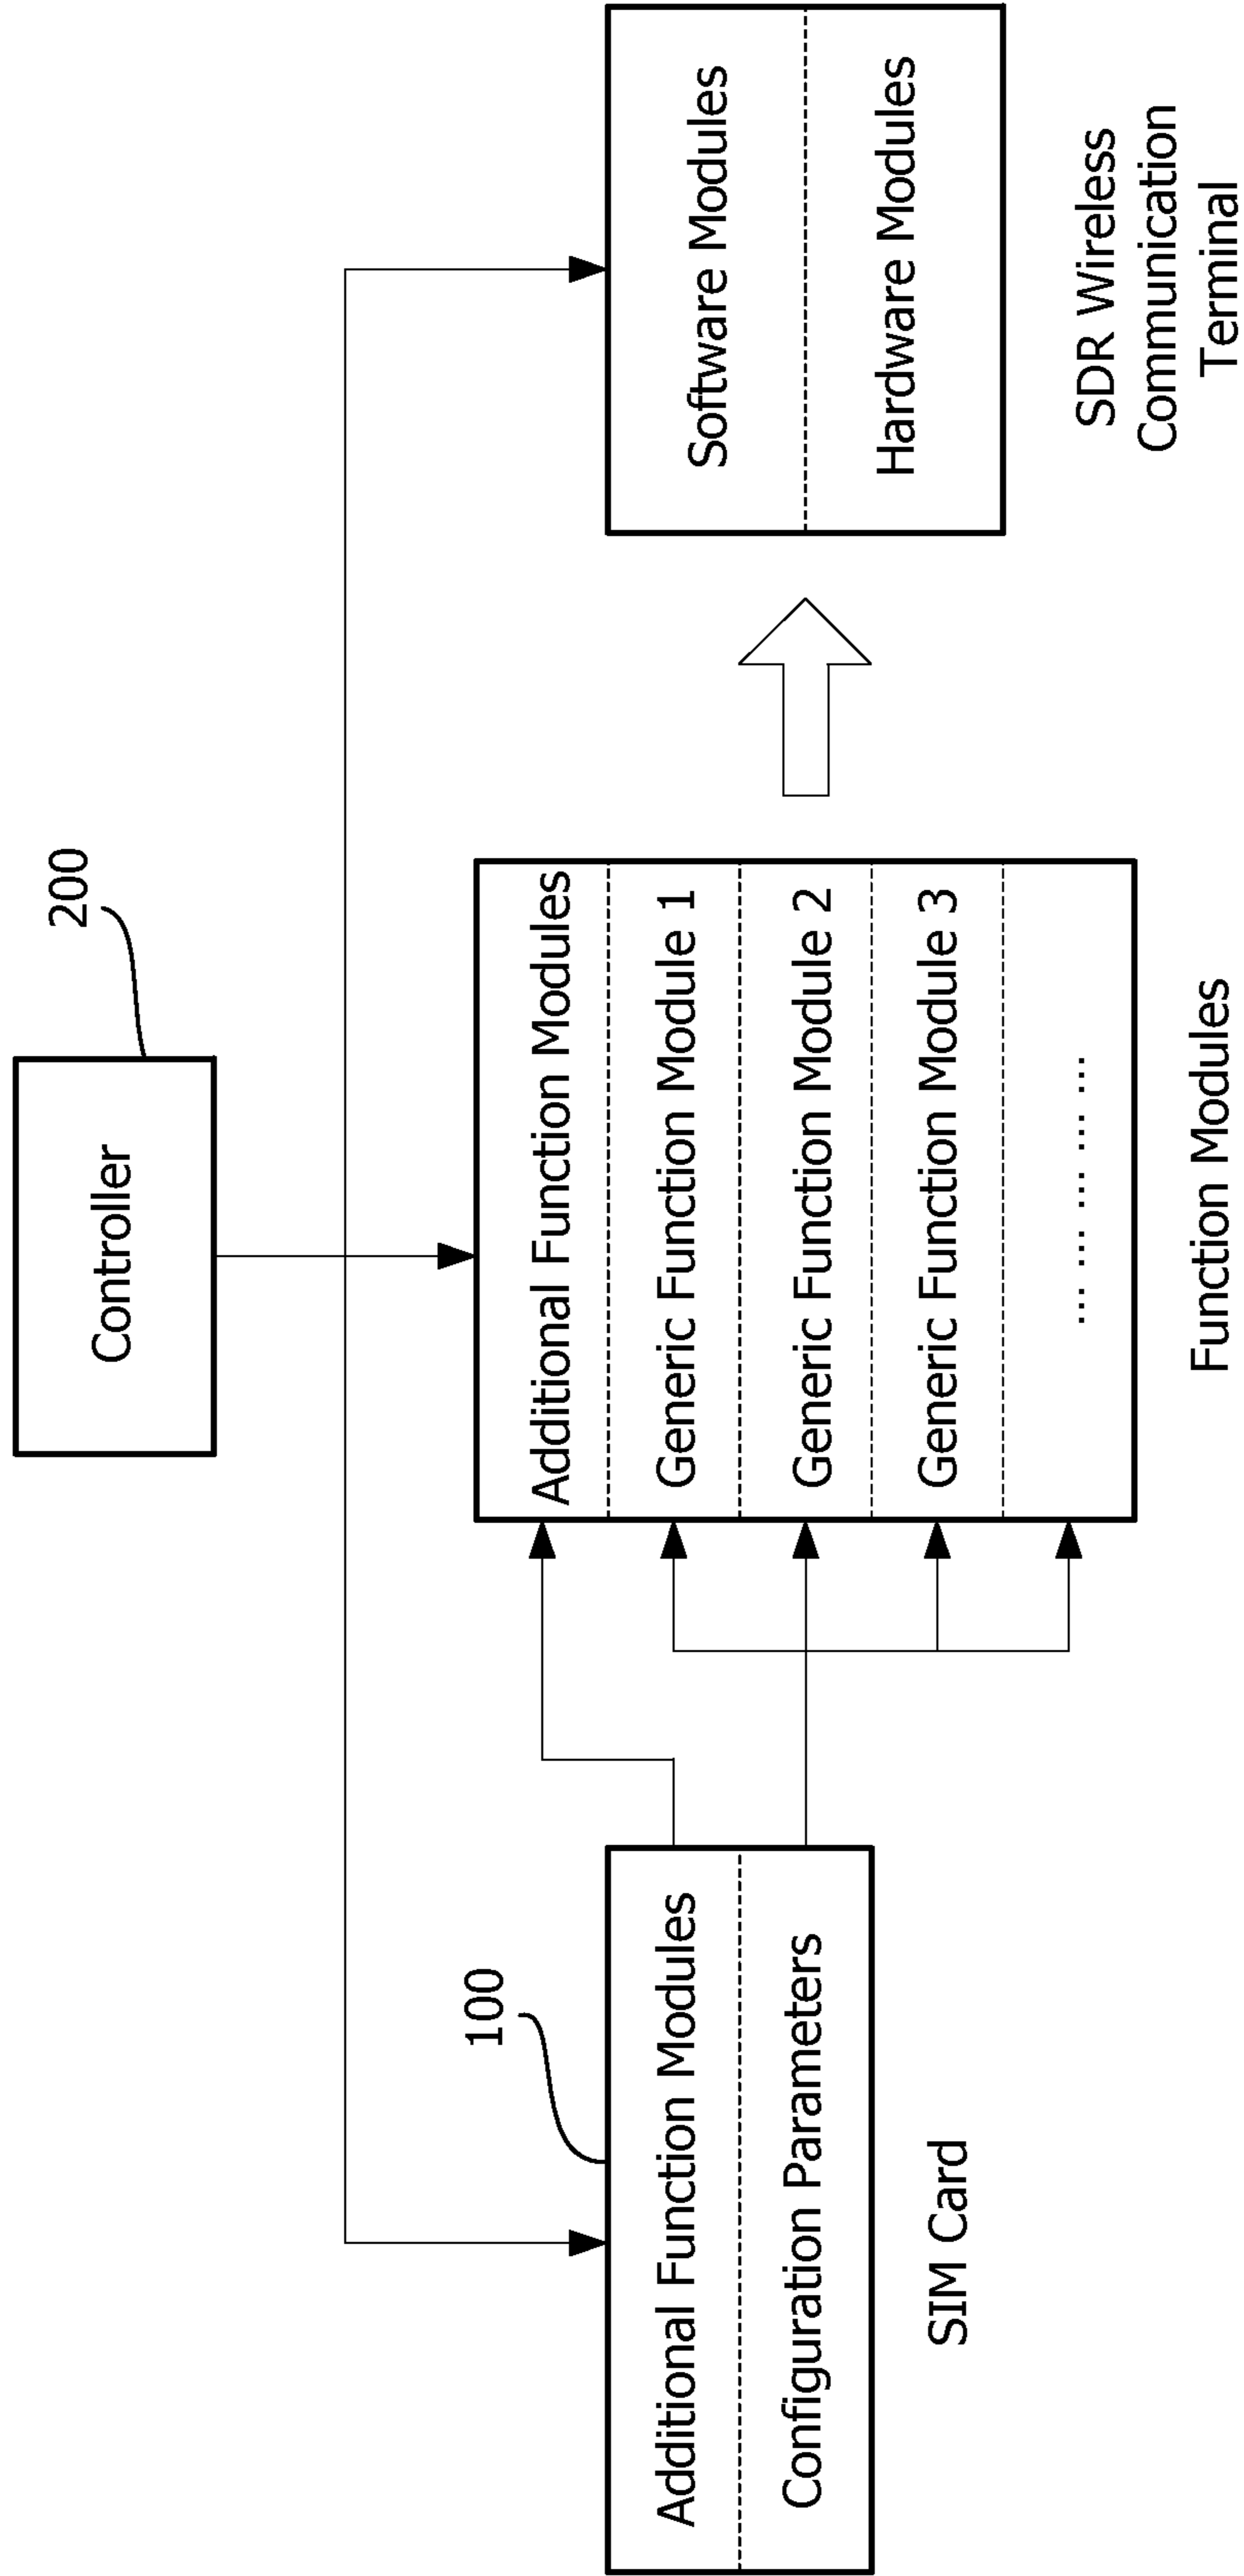 Controller
200
100
Additional Function Modules
Configuration Parameters
SIM Card
Additional Function Modules
Generic Function Module 1
Generic Function Module 2
Generic Function Module 3
... ... ... ... ...
Function Modules
Software Modules
Hardware Modules
SDR Wireless
Communication
Terminal